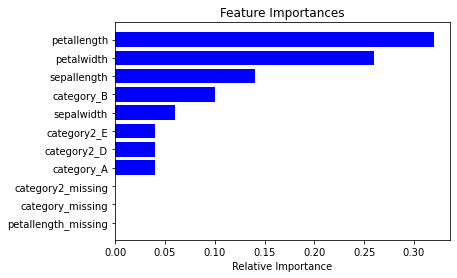 Feature Importances
petallength
petalwidth
sepallength
category_B
sepalwidth
category2_E
category2_D
category_A
category2_missing
category_missing
petallength_missing
0.00 0.05 0.10 0.15 0.20 0.25 0.30
Relative Importance